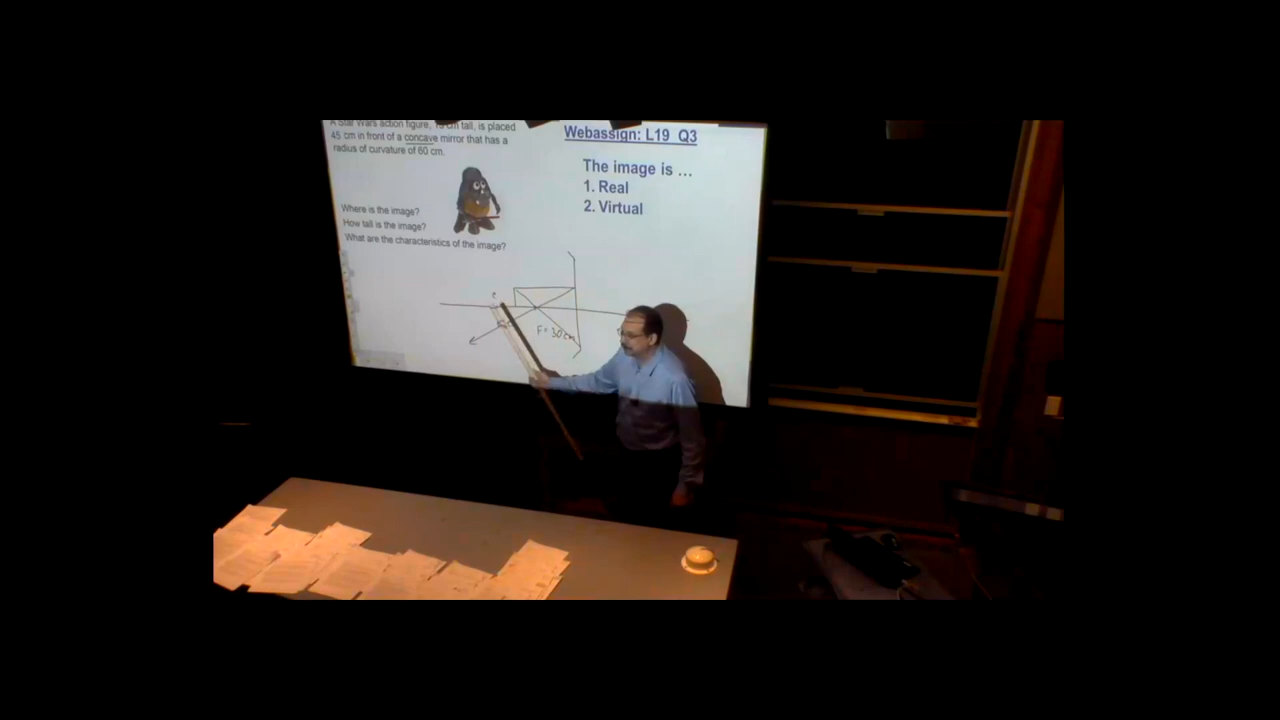 A Star Wars action figure, cm tall, is placed
45 cm in front of a concave mirror that has a
radius of curvature of 60 cm.
Where is the image?
How tall is the image?
What are the characteristics of the image?
Webassign: L19 Q3
The image is ...
1. Real
2. Virtual
F = 30 cm